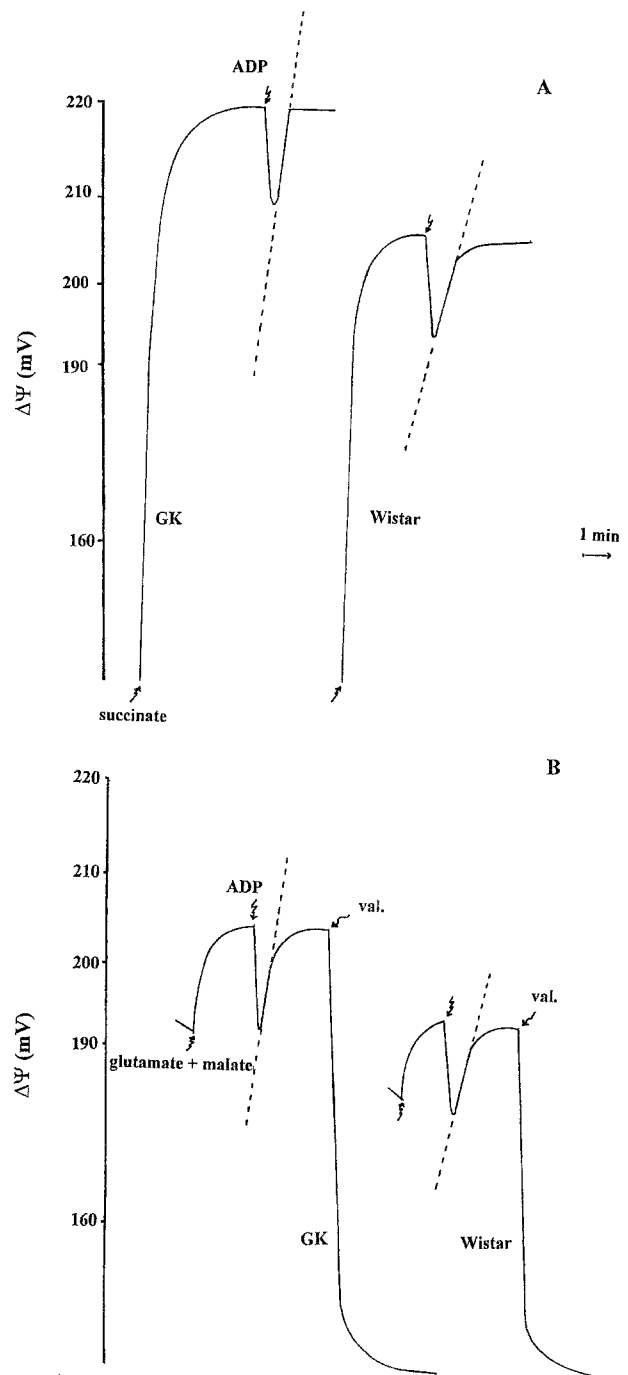 A
ADP
220
210
200
190
160
ΔΨ (mV)
GK
Wistar
1 min
succinate
B
220
210
200
190
160
ΔΨ (mV)
ADP
val.
val.
glutamate + malate
GK
Wistar